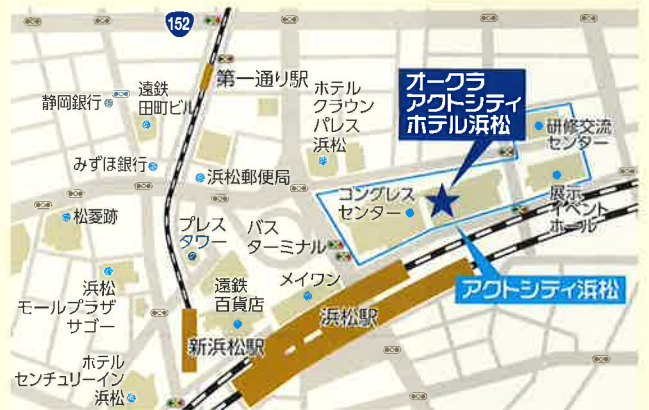 152
オークラ
アクトシティ
ホテル浜松
静岡銀行
遠鉄
田町ビル
第一通り駅
ホテル
クラウン
パレス
浜松
研修交流
センター
みずほ銀行
浜松郵便局
コングレス
センター
展示
イベント
ホール
松菱跡
プレス
タワー
バス
ターミナル
アクトシティ浜松
浜松
モールプラザ
サゴー
遠鉄
百貨店
メイワン
浜松駅
新浜松駅
ホテル
センチュリーイン
浜松